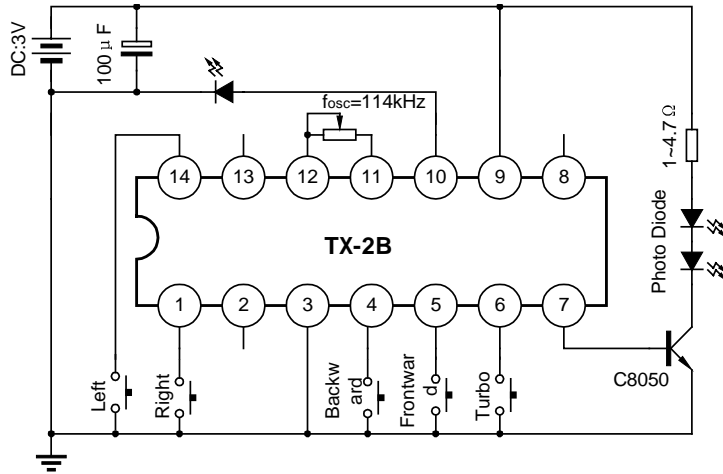 DC:3V
100 μF
fosc=114kHz
1~4.7 Ω
14
13
12
11
10
9
8
TX-2B
Photo Diode
1
2
3
4
5
6
7
Left
Right
Backw
ard
Frontwar
d
Turbo
C8050